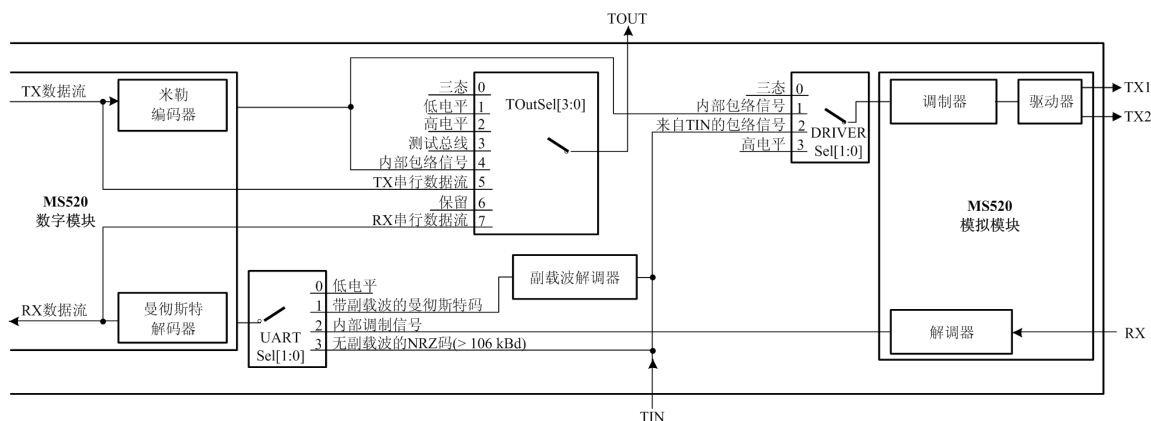 TOUT
TX数据流
米勒
编码器
三态 0
低电平 1
高电平 2
测试总线 3
内部包络信号 4
TX串行数据流 5
保留 6
RX串行数据流 7
TOutSel[3:0]
三态 0
内部包络信号 1
来自TIN的包络信号 2
高电平 3
DRIVER
Sel[1:0]
调制器
驱动器
TX1
TX2
MS520
数字模块
MS520
模拟模块
RX数据流
曼彻斯特
解码器
UART
Sel[1:0]
0 低电平
1 带副载波的曼彻斯特码
2 内部调制信号
3 无副载波的NRZ码(> 106 kBd)
副载波解调器
解调器
RX
TIN